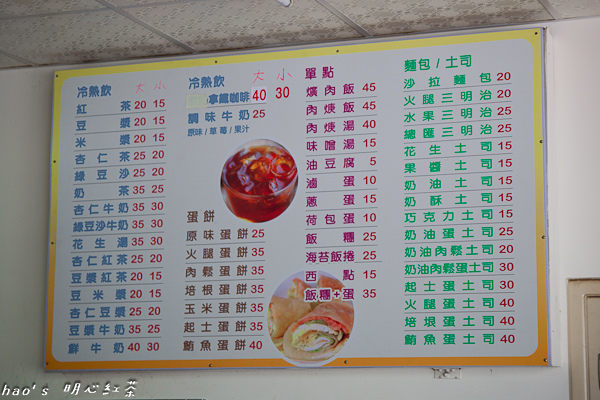 冷熱飲 大 小
紅茶 20 15
豆漿 20 15
米漿 20 15
杏仁茶 25 20
綠豆沙 25 20
奶茶 35 25
杏仁牛奶 35 30
綠豆沙牛奶 35 30
花生湯 35 30
杏仁紅茶 25 20
豆漿紅茶 20 15
豆米漿 20 15
杏仁豆漿 25 20
豆漿牛奶 35 25
鮮牛奶 40 30
冷熱飲 大 小
拿鐵咖啡 40 30
調味牛奶 25
原味/草莓/果汁
蛋餅
原味蛋餅 25
火腿蛋餅 35
肉鬆蛋餅 35
培根蛋餅 35
玉米蛋餅 35
起士蛋餅 35
鮪魚蛋餅 40
單點
爌肉飯 45
肉焿飯 45
肉焿湯 40
味噌湯 15
油豆腐 5
滷蛋 10
蔥蛋 15
荷包蛋 10
飯糰 25
海苔飯捲 25
西點 15
飯糰+蛋 35
麵包/土司
沙拉麵包 20
火腿三明治 20
水果三明治 25
總匯三明治 25
花生土司 15
果醬土司 15
奶油土司 15
奶酥土司 15
巧克力土司 15
奶油蛋土司 25
奶油肉鬆土司 20
奶油肉鬆蛋土司 30
起士蛋土司 30
火腿蛋土司 40
培根蛋土司 40
鮪魚蛋土司 40
hao's 明心紅茶